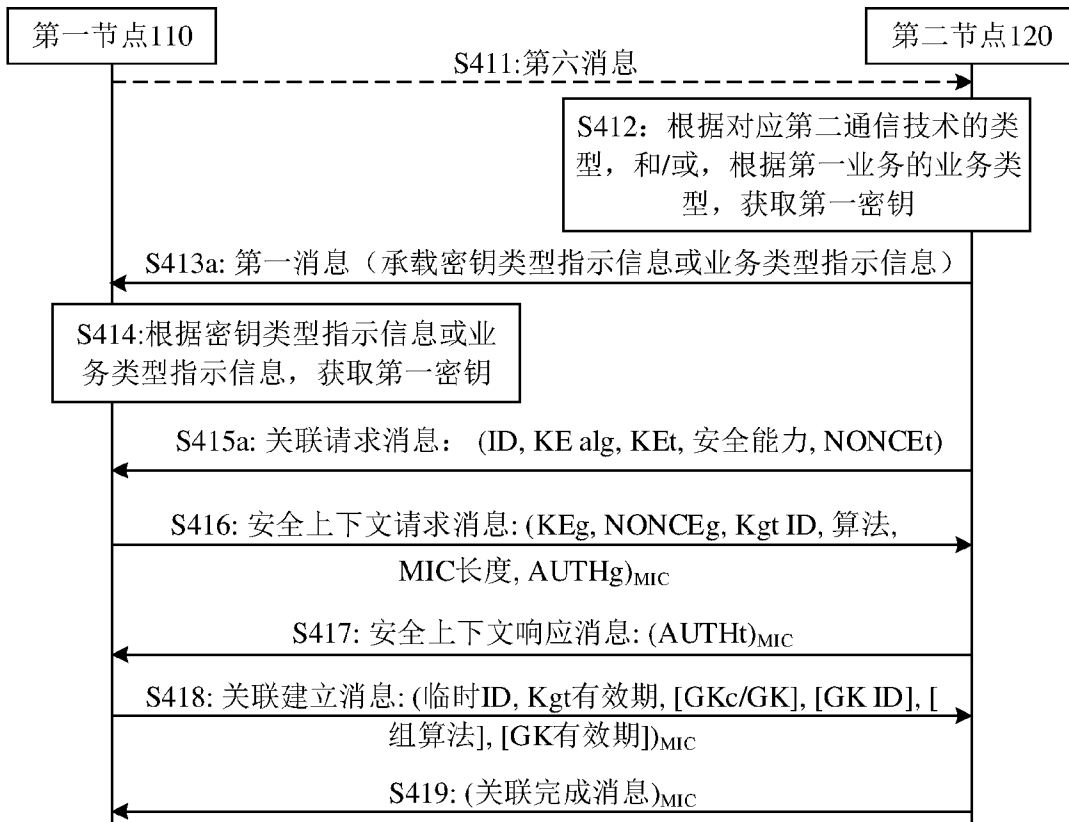 第一节点110
第二节点120
S411:第六消息
S412：根据对应第二通信技术的类
型，和/或，根据第一业务的业务类
型，获取第一密钥
S413a: 第一消息（承载密钥类型指示信息或业务类型指示信息）
S414:根据密钥类型指示信息或业
务类型指示信息，获取第一密钥
S415a: 关联请求消息： (ID, KE alg, KEt, 安全能力, NONCEt)
S416: 安全上下文请求消息: (KEg, NONCEg, Kgt ID, 算法,
MIC长度, AUTHg)MIC
S417: 安全上下文响应消息: (AUTHt)MIC
S418: 关联建立消息: (临时ID, Kgt有效期, [GKc/GK], [GK ID], [
组算法], [GK有效期])MIC
S419: (关联完成消息)MIC